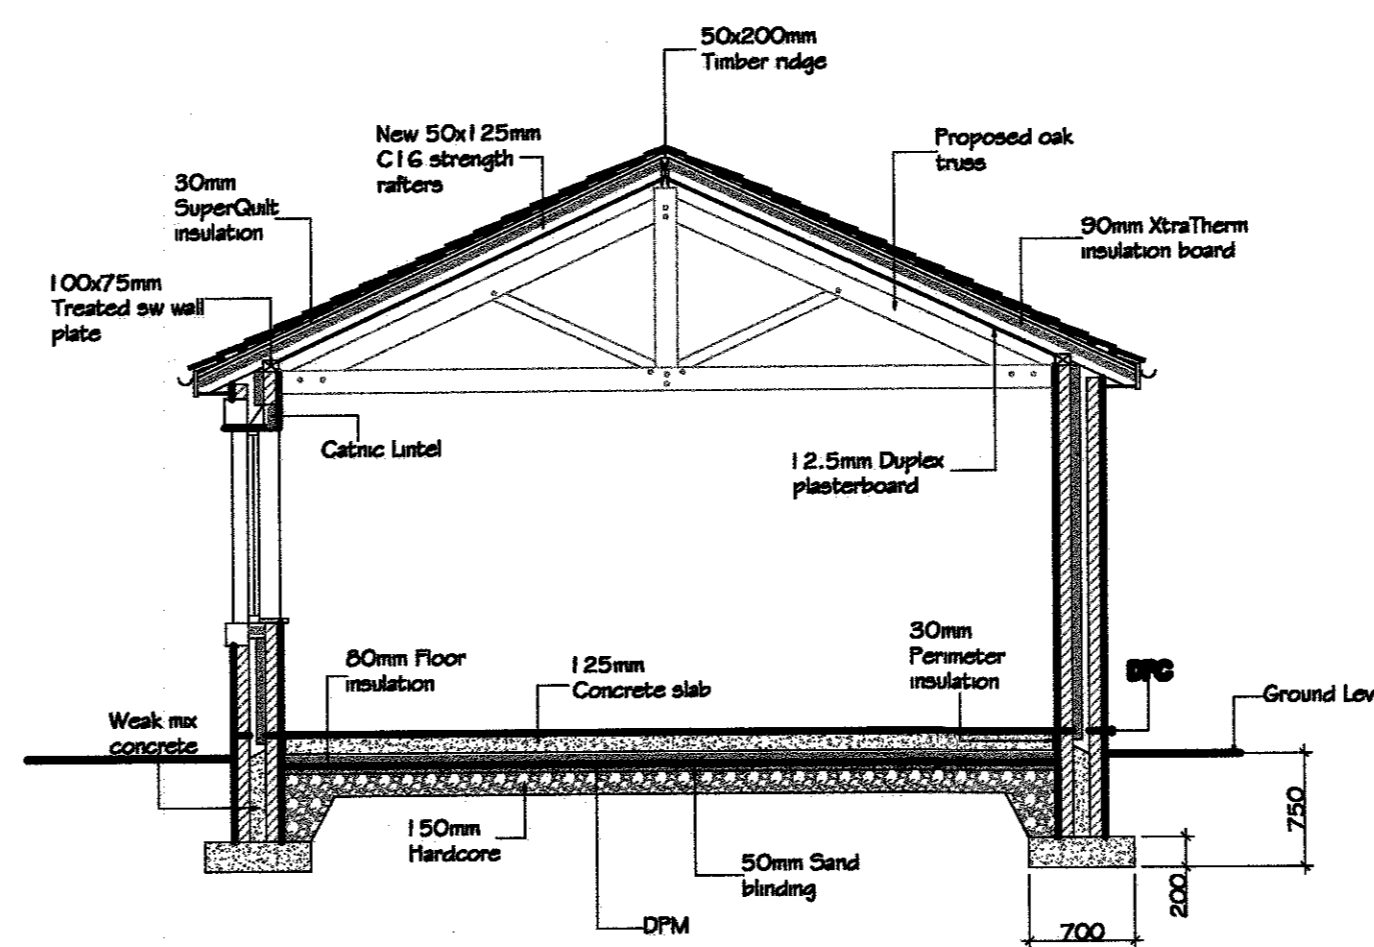 50x200mm
Timber ridge
New 50x125mm
C16 strength
rafters
Proposed oak
truss
30mm
SuperQuilt
insulation
90mm XtraTherm
insulation board
100x75mm
Treated sw wall
plate
Catnic Lintel
12.5mm Duplex
plasterboard
80mm Floor
insulation
125mm
Concrete slab
30mm
Perimeter
insulation
DPC
Ground Lev
Weak mix
concrete
150mm
Hardcore
50mm Sand
blinding
DPM
750
200
700